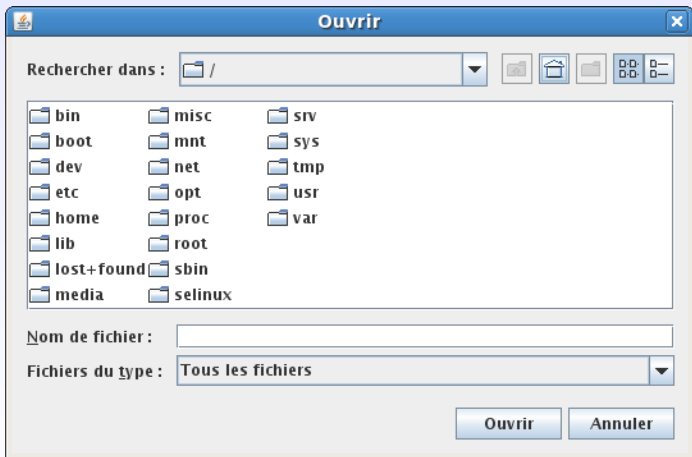 Ouvrir
Rechercher dans : /
bin misc srv
boot mnt sys
dev net tmp
etc opt usr
home proc var
lib root
lost+found sbin
media selinux
Nom de fichier :
Fichiers du type : Tous les fichiers
Ouvrir Annuler